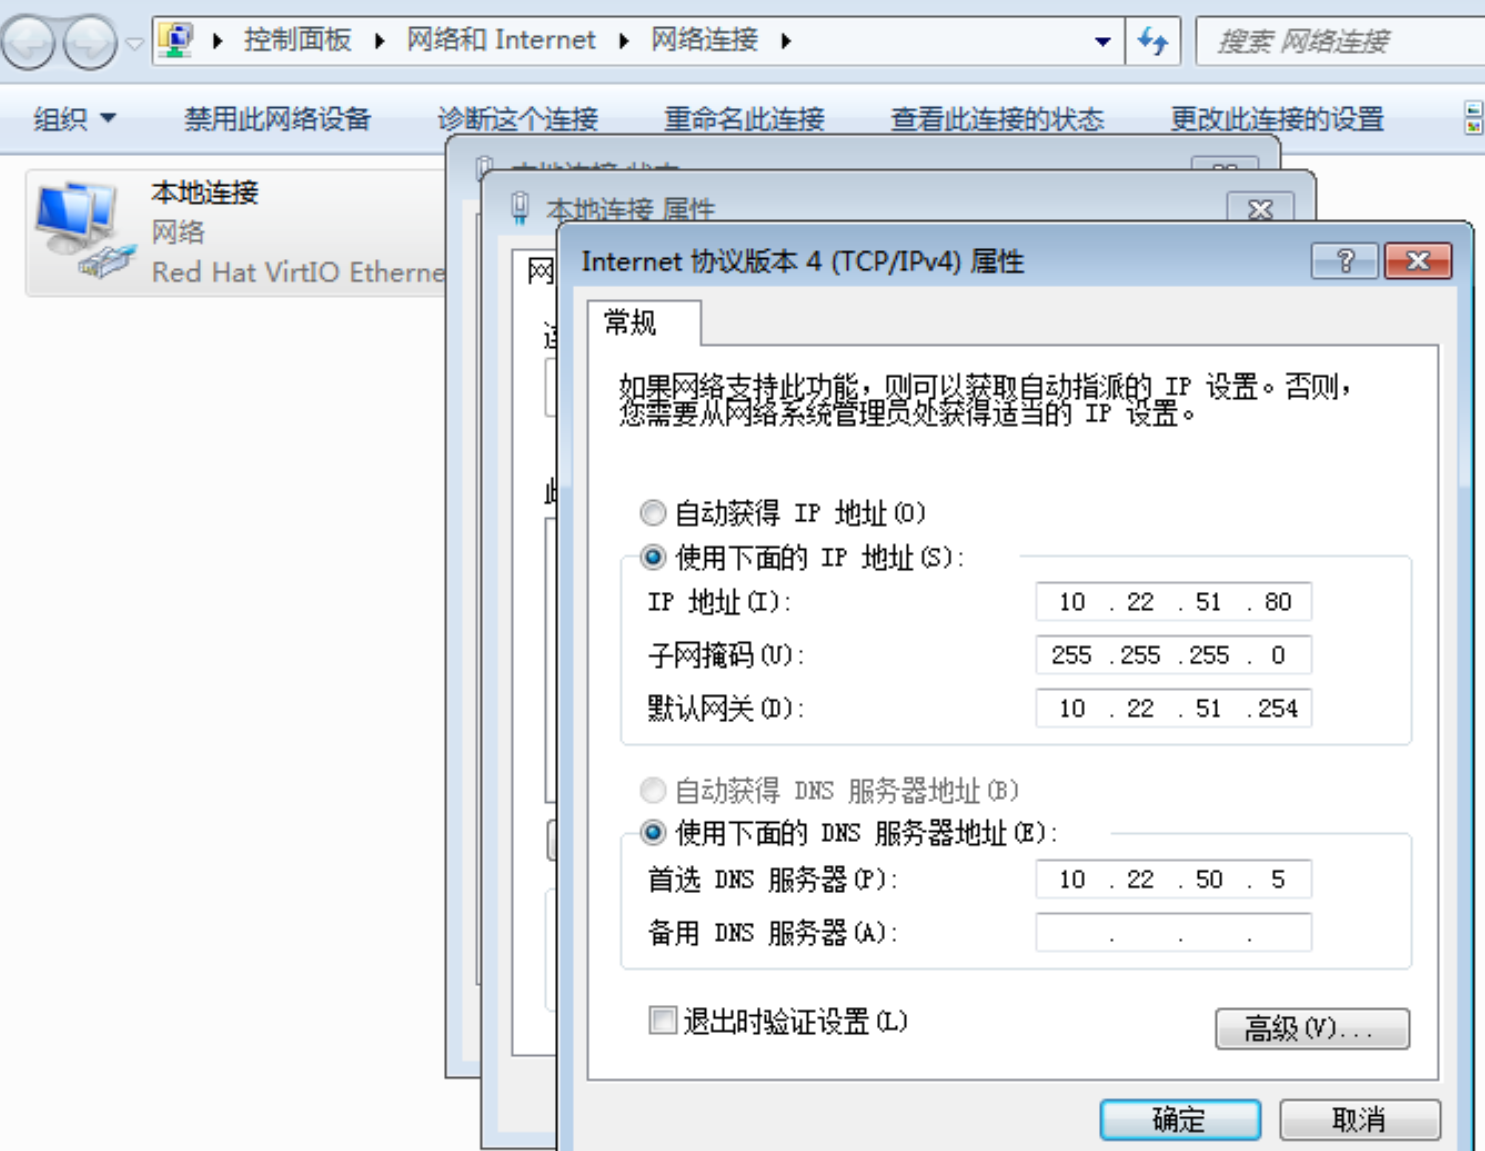 控制面板 网络和 Internet 网络连接
搜索 网络连接
组织 禁用此网络设备 诊断这个连接 重命名此连接 查看此连接的状态 更改此连接的设置
本地连接
网络
Red Hat VirtIO Etherne
本地连接 状态
本地连接 属性
网
Internet 协议版本 4 (TCP/IPv4) 属性
常规
如果网络支持此功能，则可以获取自动指派的 IP 设置。否则，
您需要从网络系统管理员处获得适当的 IP 设置。
自动获得 IP 地址(O)
使用下面的 IP 地址(S):
IP 地址(I): 10 . 22 . 51 . 80
子网掩码(U): 255 .255 .255 . 0
默认网关(D): 10 . 22 . 51 .254
自动获得 DNS 服务器地址(B)
使用下面的 DNS 服务器地址(E):
首选 DNS 服务器(P): 10 . 22 . 50 . 5
备用 DNS 服务器(A): . . .
退出时验证设置(L)
高级(V)...
确定 取消